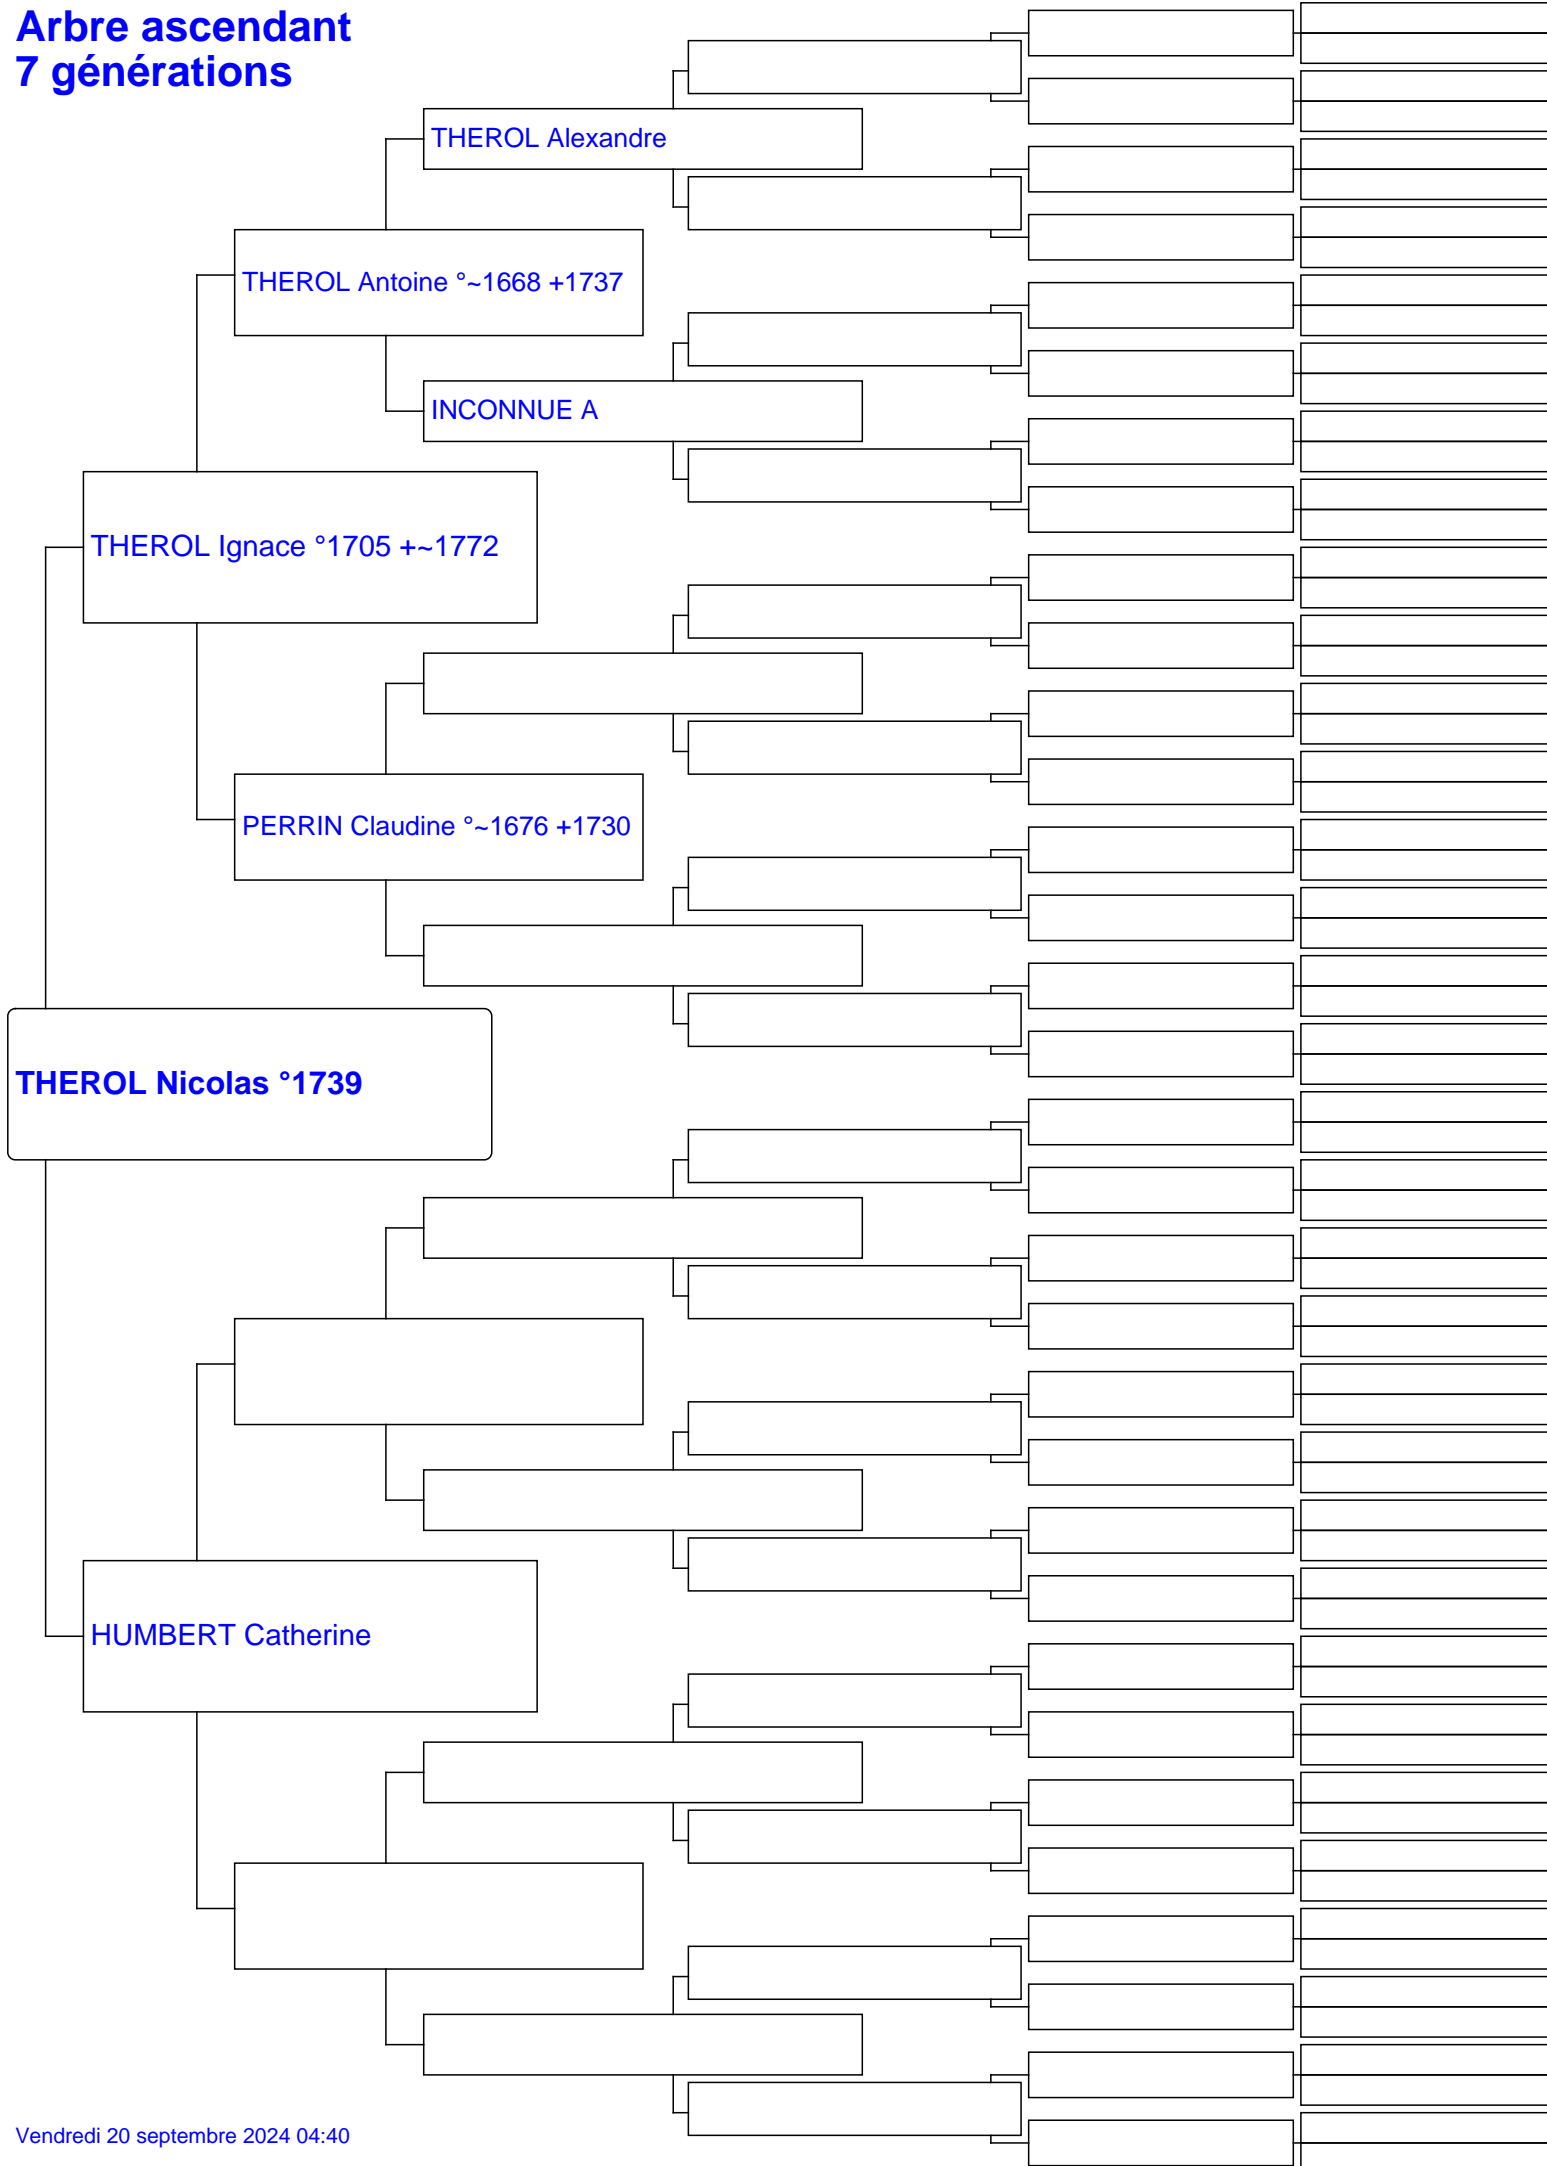 Arbre ascendant
7 générations
THEROL Alexandre
THEROL Antoine °~1668 +1737
INCONNUE A
THEROL Ignace °1705 +~1772
PERRIN Claudine °~1676 +1730
THEROL Nicolas °1739
HUMBERT Catherine
Vendredi 20 septembre 2024 04:40